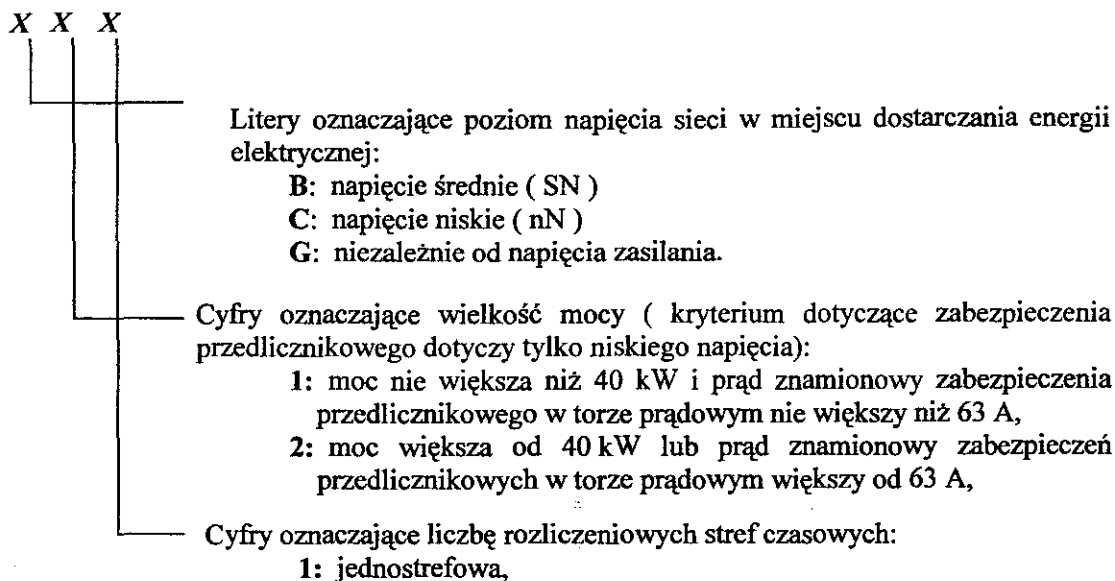 X X X
Litery oznaczające poziom napięcia sieci w miejscu dostarczania energii
elektrycznej:
B: napięcie średnie ( SN )
C: napięcie niskie ( nN )
G: niezależnie od napięcia zasilania.
Cyfry oznaczające wielkość mocy ( kryterium dotyczące zabezpieczenia
przedlicznikowego dotyczy tylko niskiego napięcia):
1: moc nie większa niż 40 kW i prąd znamionowy zabezpieczenia
przedlicznikowego w torze prądowym nie większy niż 63 A,
2: moc większa od 40 kW lub prąd znamionowy zabezpieczeń
przedlicznikowych w torze prądowym większy od 63 A,
Cyfry oznaczające liczbę rozliczeniowych stref czasowych:
1: jednostrefowa,